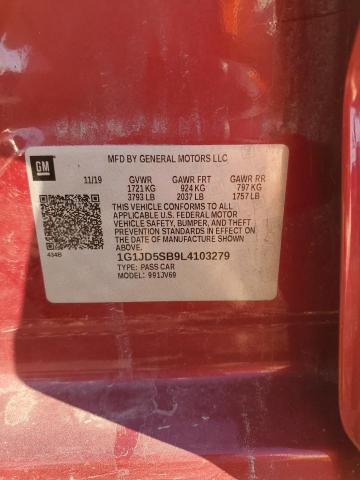 GM
MFD BY GENERAL MOTORS LLC
11/19 GVWR GAWR FRT GAWR RR
1721 KG 924 KG 797 KG
3793 LB 2037 LB 1757 LB
THIS VEHICLE CONFORMS TO ALL
APPLICABLE U.S. FEDERAL MOTOR
VEHICLE SAFETY, BUMPER, AND THEFT
PREVENTION STANDARDS IN EFFECT ON
THE DATE OF MANUFACTURE SHOWN
ABOVE.
434B
1G1JD5SB9L4103279
TYPE: PASS CAR
MODEL: 991JV69